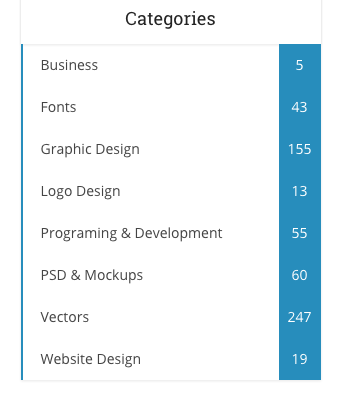 Categories
Business 5
Fonts 43
Graphic Design 155
Logo Design 13
Programing & Development 55
PSD & Mockups 60
Vectors 247
Website Design 19